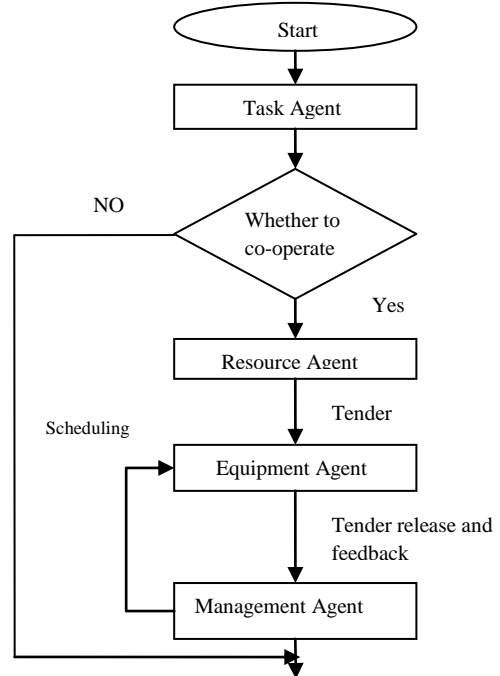 Start
Task Agent
NO
Whether to
co-operate
Yes
Resource Agent
Tender
Scheduling
Equipment Agent
Tender release and
feedback
Management Agent